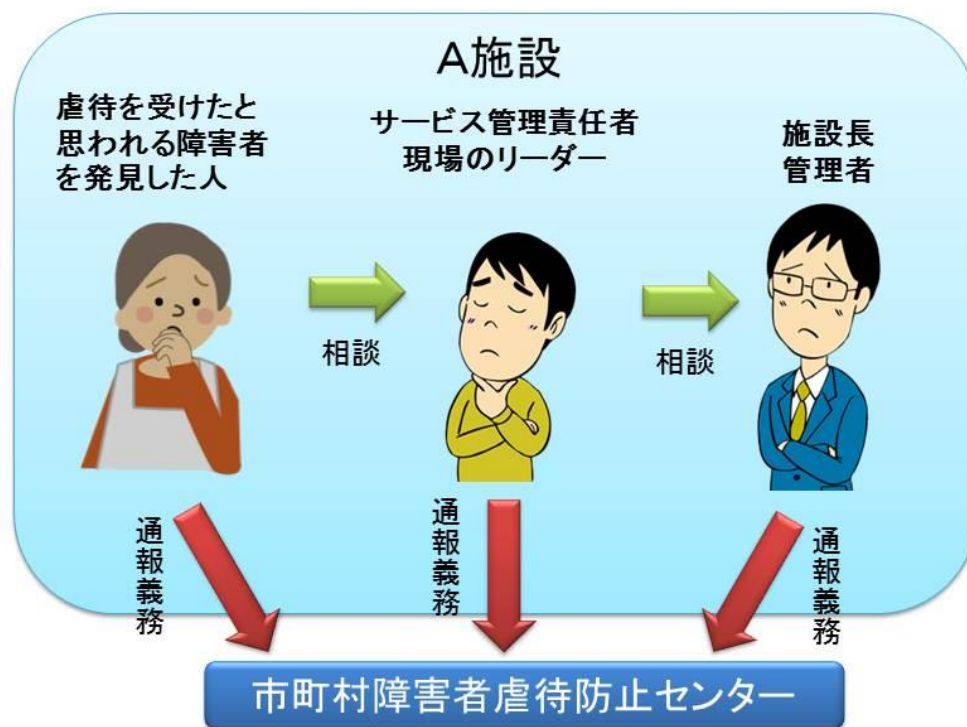 A施設
虐待を受けたと
思われる障害者
を発見した人
サービス管理責任者
現場のリーダー
施設長
管理者
相談
相談
通報義務
通報義務
通報義務
市町村障害者虐待防止センター